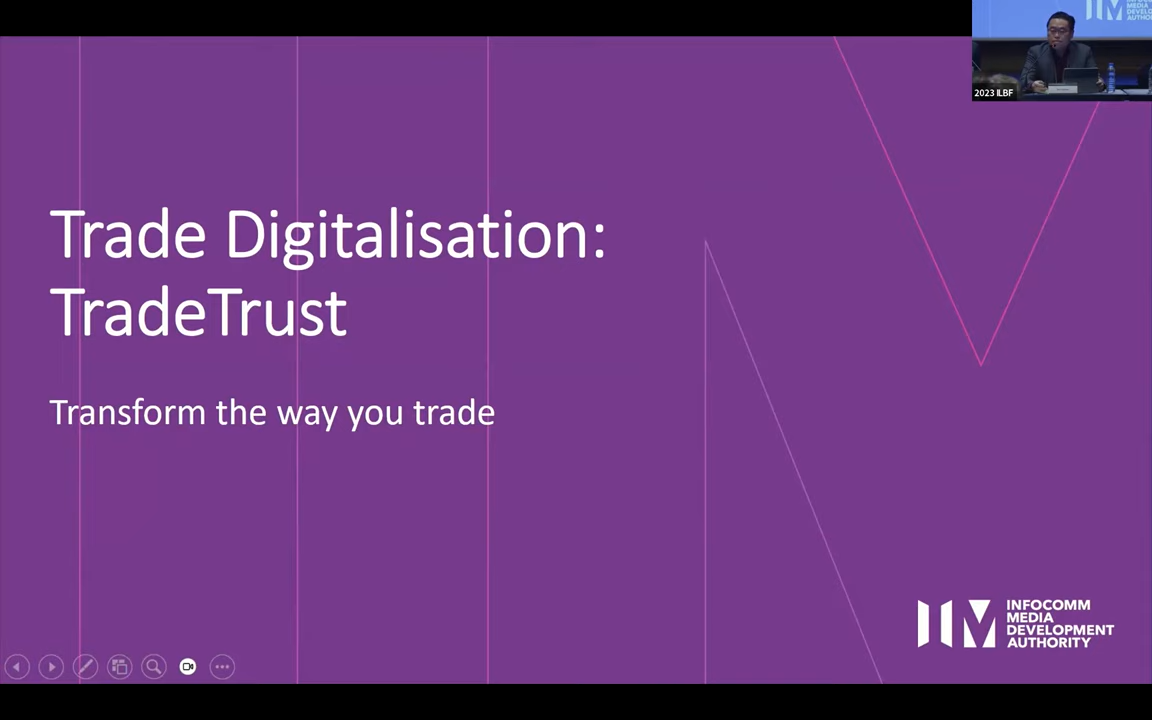 Trade Digitalisation:
TradeTrust
Transform the way you trade
INFOCOMM
MEDIA
DEVELOPMENT
AUTHORITY
2023 ILBF